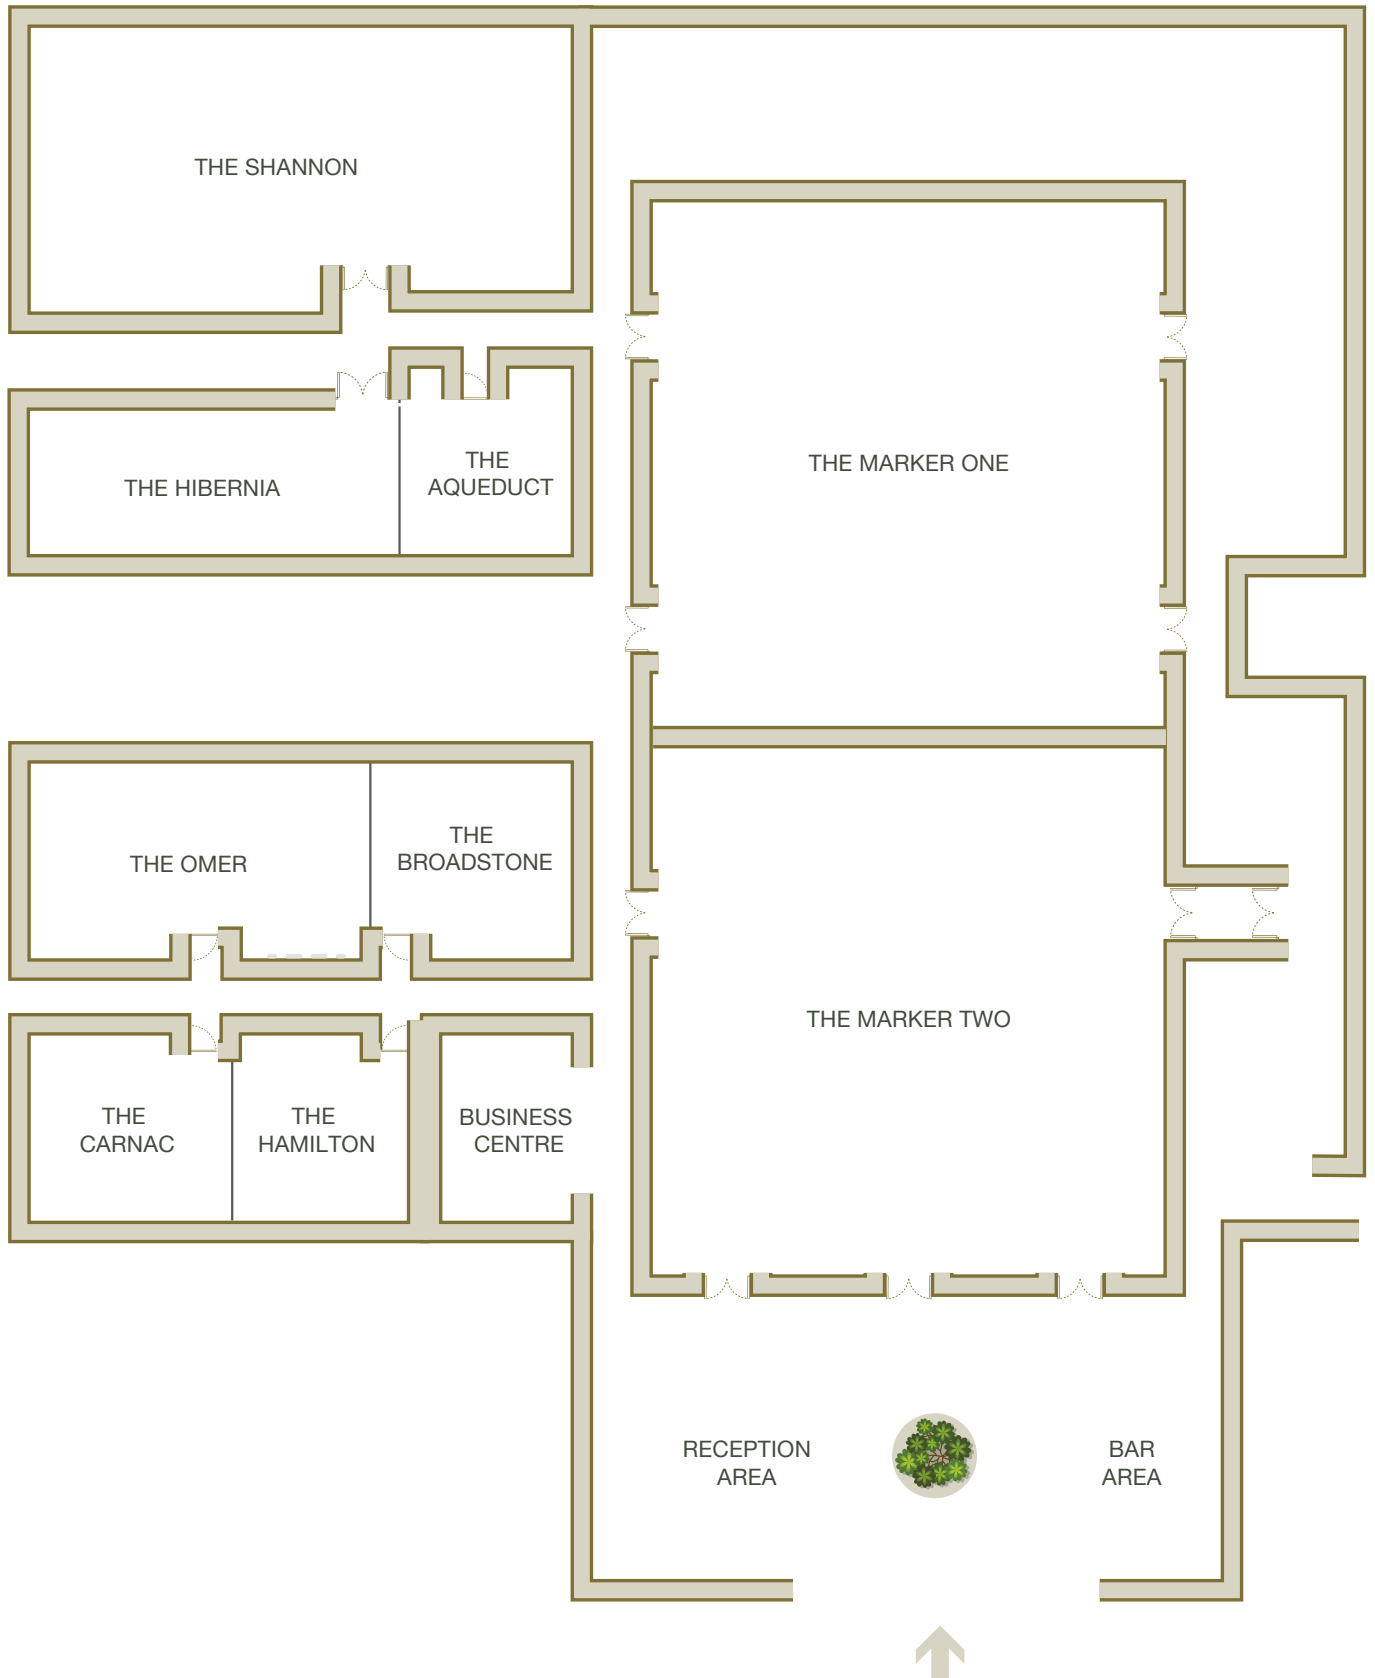 THE SHANNON
THE MARKER ONE
THE
AQUEDUCT
THE HIBERNIA
THE
BROADSTONE
THE OMER
THE MARKER TWO
THE
CARNAC
THE
HAMILTON
BUSINESS
CENTRE
RECEPTION
AREA
BAR
AREA